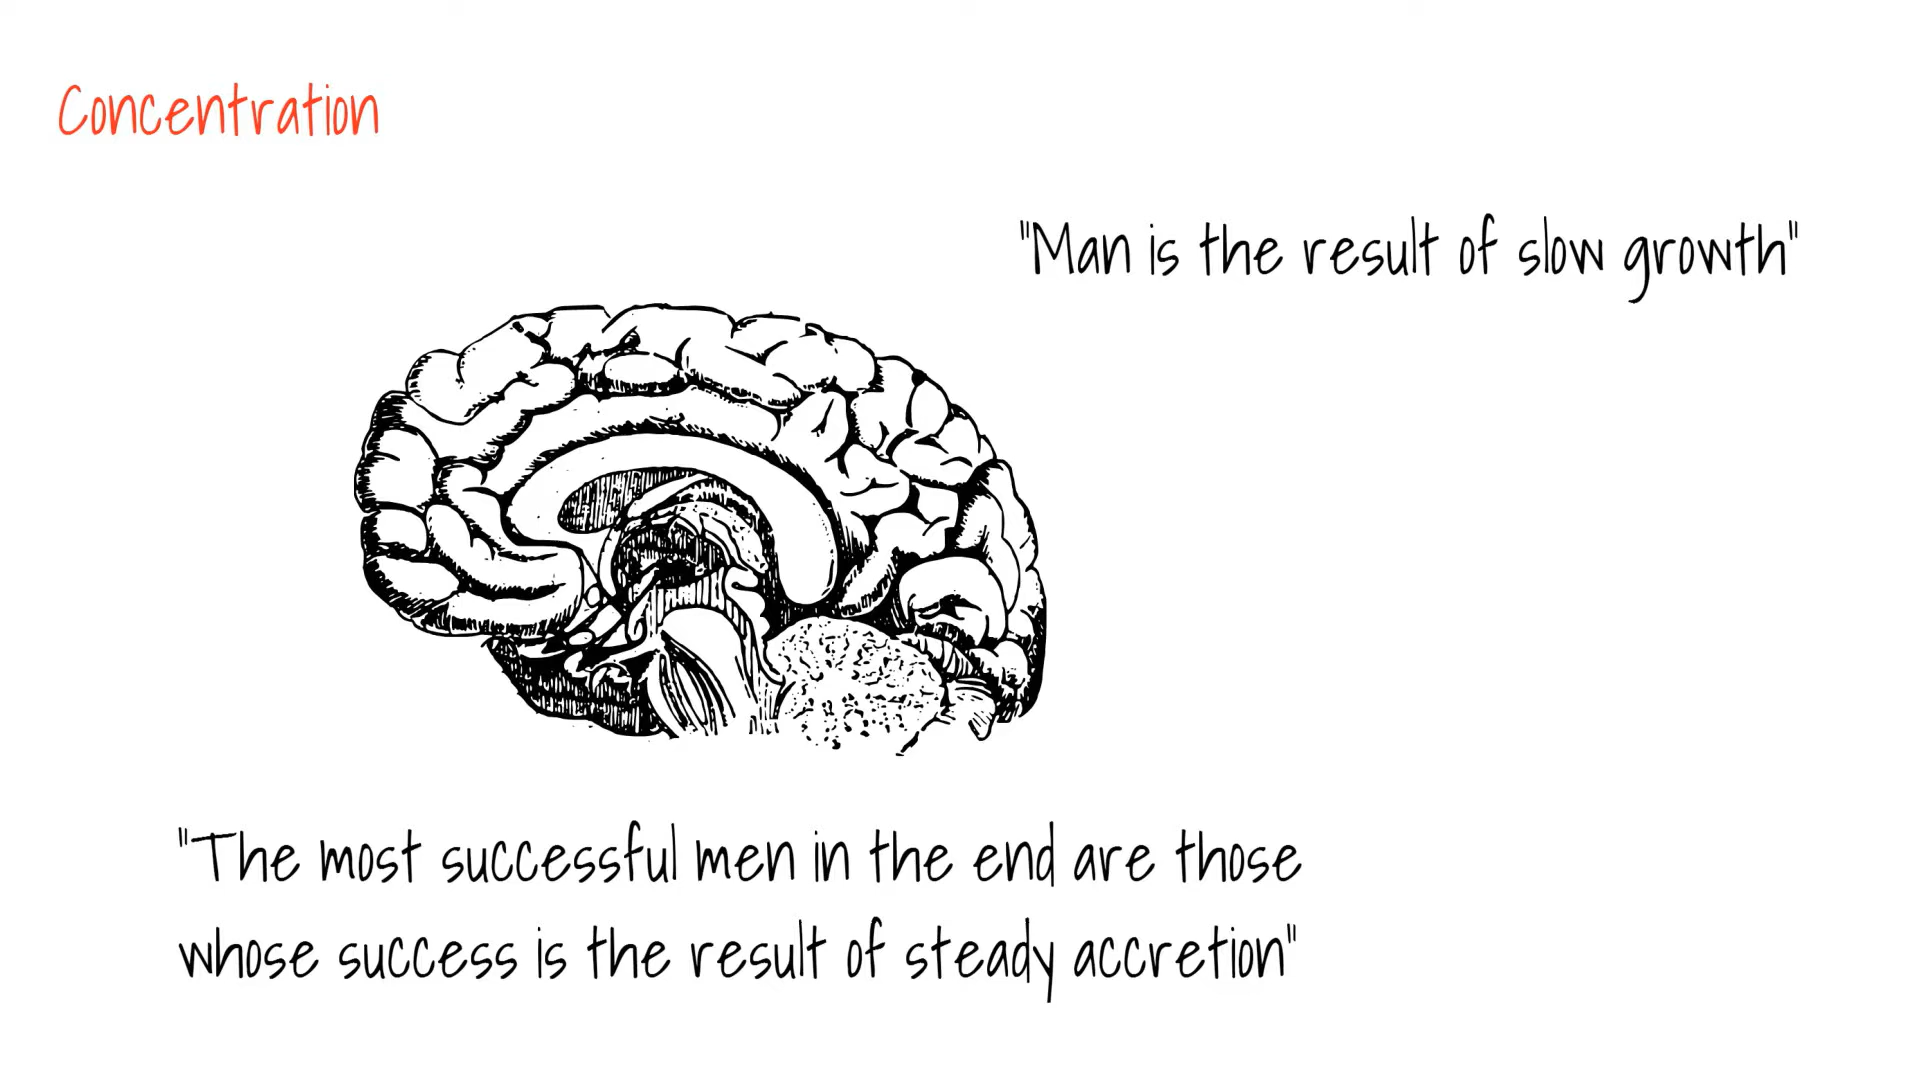 Concentration
"Man is the result of slow growth"
"The most successful men in the end are those
whose success is the result of steady accretion"